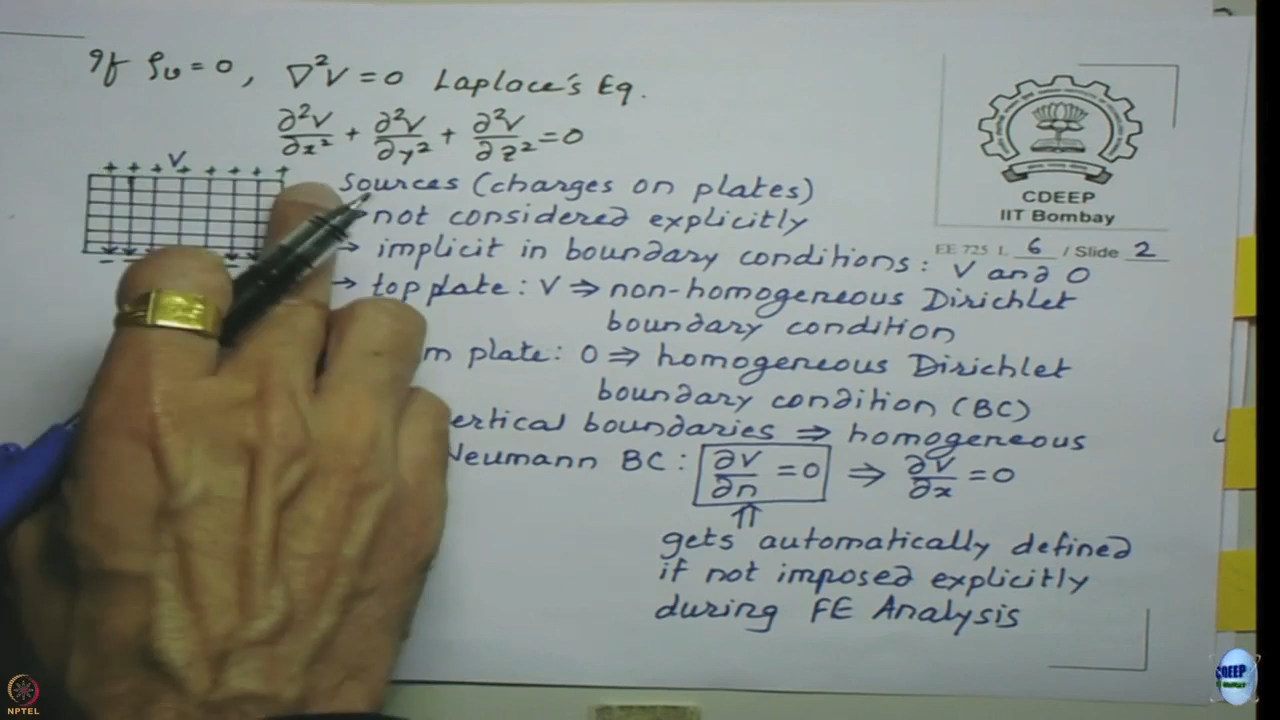 If ρυ=0, ∇²V=0 Laplace's Eq.
∂²V/∂x² + ∂²V/∂y² + ∂²V/∂z² =0
+ + + V + + + + +
Sources (charges on plates)
not considered explicitly
→ implicit in boundary conditions: V and 0
→ top plate: V ⇒ non-homogeneous Dirichlet
boundary condition
m plate: 0 ⇒ homogeneous Dirichlet
boundary condition (BC)
ertical boundaries ⇒ homogeneous
Neumann BC: ∂V/∂n =0 ⇒ ∂V/∂x =0
⇑
gets automatically defined
if not imposed explicitly
during FE Analysis
CDEEP
IIT Bombay
EE 725 L 6 / Slide 2
NPTEL
CDEEP